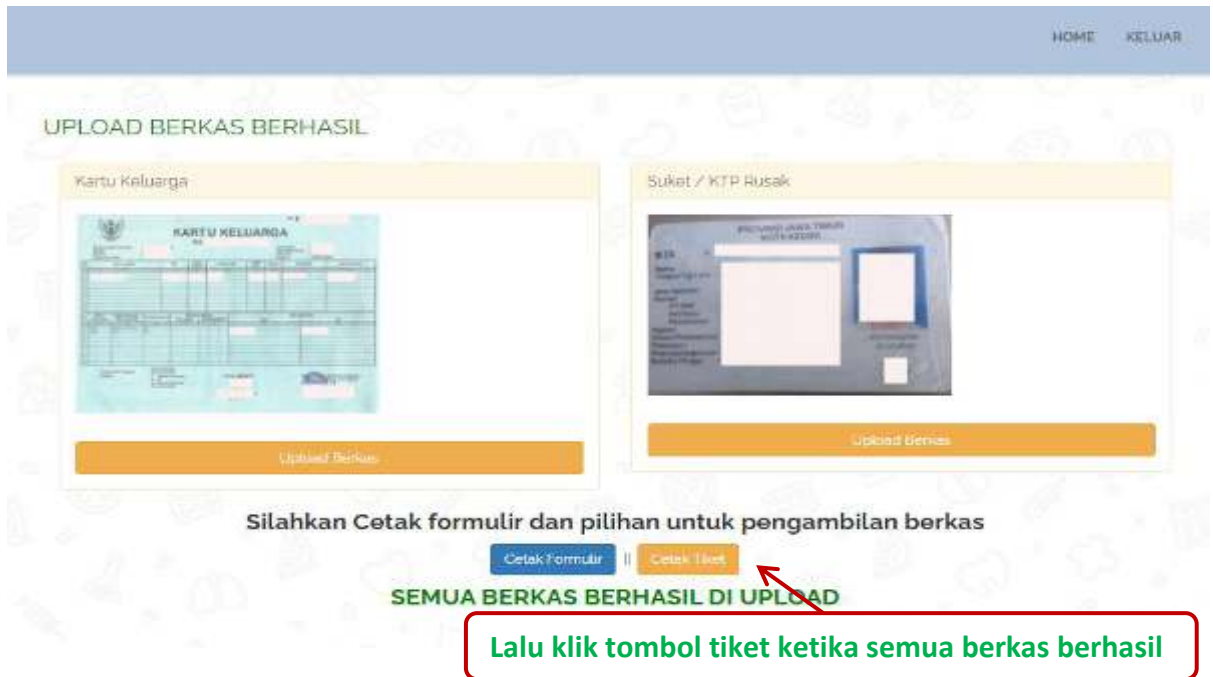 HOME KELUAR
UPLOAD BERKAS BERHASIL
Kartu Keluarga
Suket / KTP Rusak
KARTU KELUARGA
PROVINSI JAWA TIMUR
Upload Berkas
Upload Berkas
Silahkan Cetak formulir dan pilihan untuk pengambilan berkas
Cetak Formulir || Cetak Tiket
SEMUA BERKAS BERHASIL DI UPLOAD
Lalu klik tombol tiket ketika semua berkas berhasil